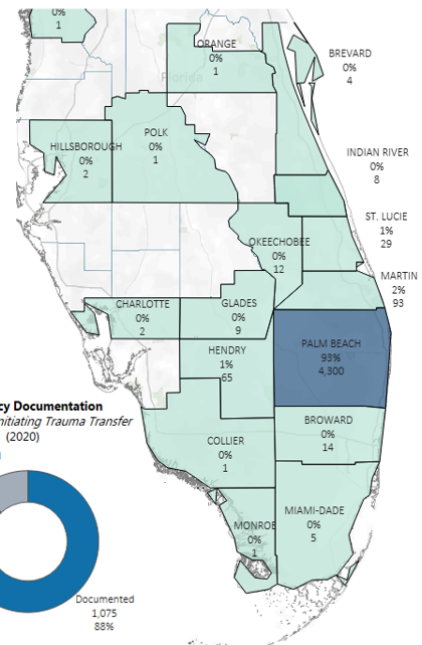 0%
1
ORANGE
0%
1
BREVARD
0%
4
Florida
HILLSBOROUGH
0%
2
POLK
0%
1
INDIAN RIVER
0%
8
ST. LUCIE
1%
29
OKEECHOBEE
0%
12
MARTIN
2%
93
CHARLOTTE
0%
2
GLADES
0%
9
PALM BEACH
93%
4,300
HENDRY
1%
65
cy Documentation
nitiating Trauma Transfer
(2020)
BROWARD
0%
14
COLLIER
0%
1
MIAMI-DADE
0%
5
MONROE
0%
1
Documented
1,075
88%